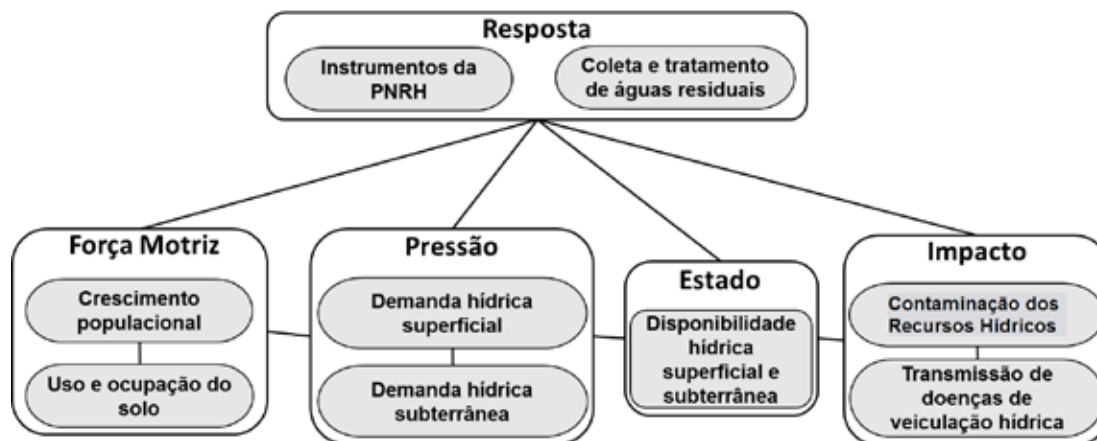 Resposta
Instrumentos da
PNRH
Coleta e tratamento
de águas residuais
Força Motriz
Crescimento
populacional
Uso e ocupação do
solo
Pressão
Demanda hídrica
superficial
Demanda hídrica
subterrânea
Estado
Disponibilidade
hídrica
superficial e
subterrânea
Impacto
Contaminação dos
Recursos Hídricos
Transmissão de
doenças de
veiculação hídrica